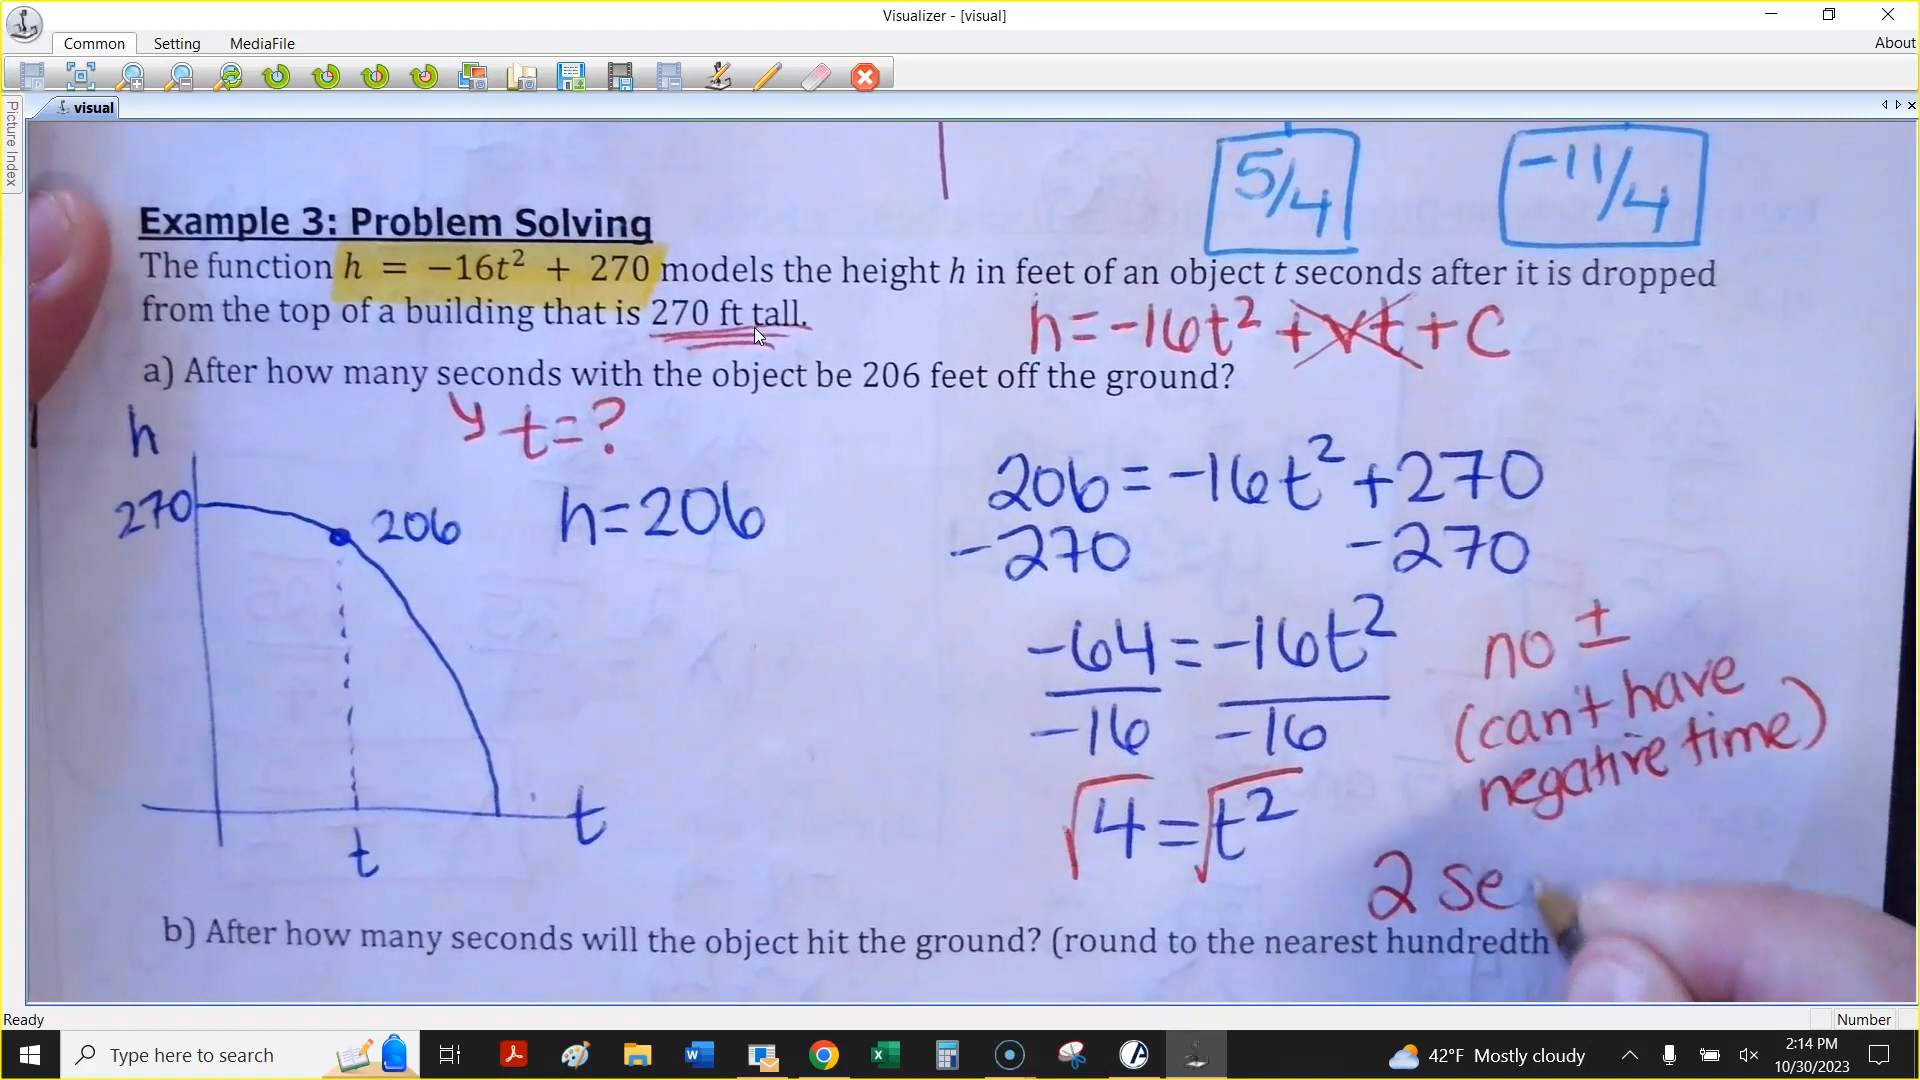 Visualizer - [visual]
Common Setting MediaFile About
visual
Picture Index
5/4 -11/4
Example 3: Problem Solving
The function h = −16t² + 270 models the height h in feet of an object t seconds after it is dropped
from the top of a building that is 270 ft tall.
h=-16t²+vt+c
a) After how many seconds with the object be 206 feet off the ground?
h
y t=?
270 206 h=206
206=-16t²+270
-270 -270
-64=-16t²
-16 -16
no ±
(can't have
negative time)
√4=√t²
t
t
2 se
b) After how many seconds will the object hit the ground? (round to the nearest hundredth
Ready Number
Type here to search
42°F Mostly cloudy
2:14 PM
10/30/2023